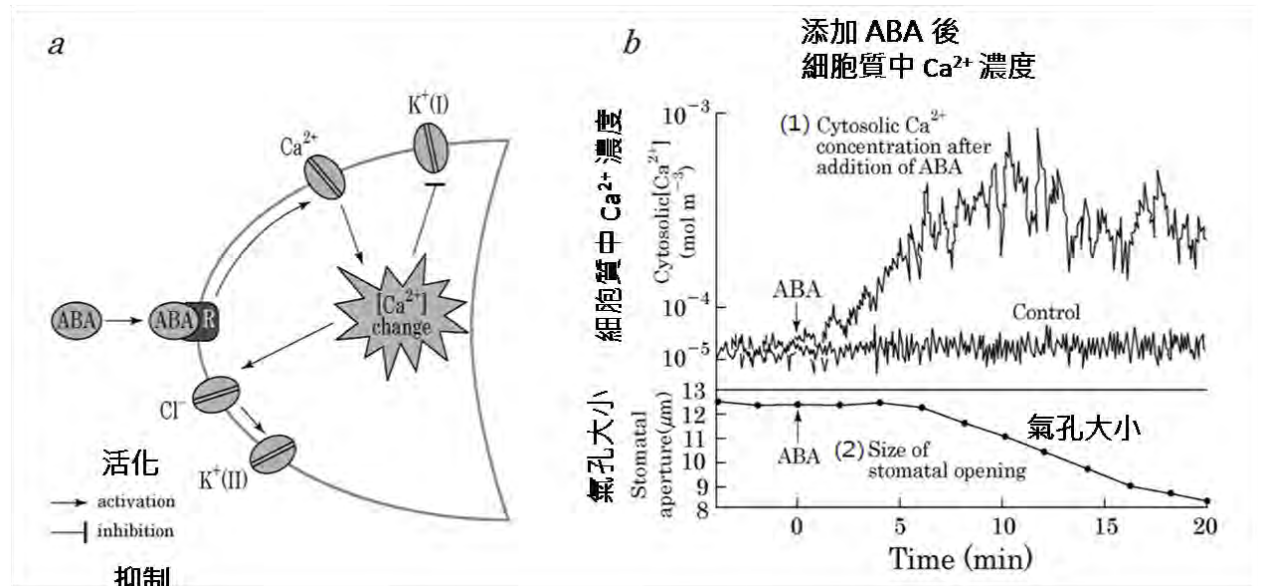 a
K⁺(I)
Ca²⁺
[Ca²⁺]
change
ABA
ABA
R
Cl⁻
K⁺(II)
活化
activation
inhibition
抑制
b
添加 ABA 後
細胞質中 Ca²⁺ 濃度
細胞質中 Ca²⁺ 濃度
Cytosolic[Ca²⁺]
(mol m⁻³)
10⁻³
10⁻⁴
10⁻⁵
(1) Cytosolic Ca²⁺
concentration after
addition of ABA
ABA
Control
氣孔大小
Stomatal
aperture(μm)
13
12
11
10
9
8
ABA
(2) Size of
stomatal opening
氣孔大小
0
5
10
15
20
Time (min)